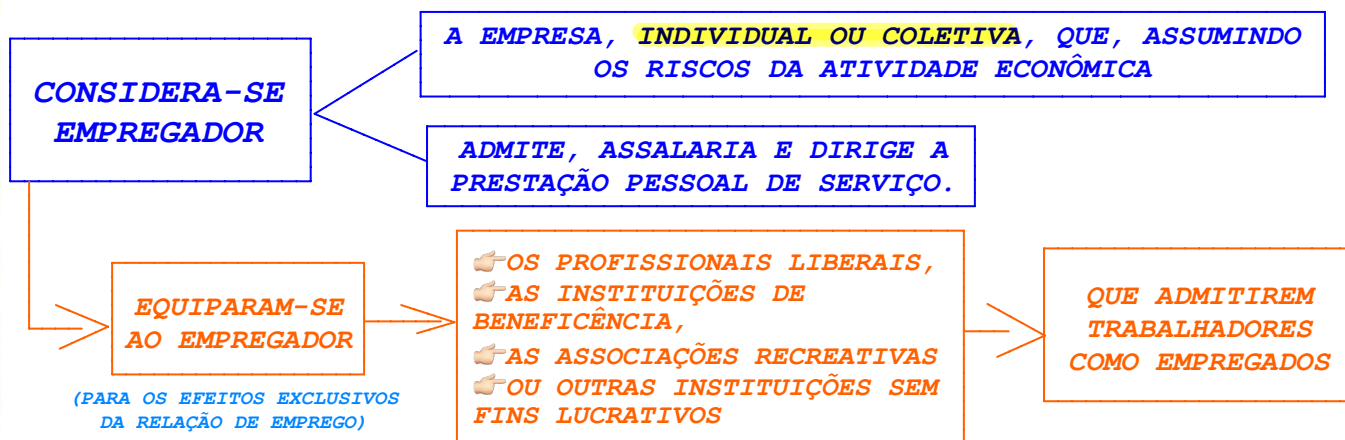 CONSIDERA-SE
EMPREGADOR
A EMPRESA, INDIVIDUAL OU COLETIVA, QUE, ASSUMINDO
OS RISCOS DA ATIVIDADE ECONÔMICA
ADMITE, ASSALARIA E DIRIGE A
PRESTAÇÃO PESSOAL DE SERVIÇO.
EQUIPARAM-SE
AO EMPREGADOR
(PARA OS EFEITOS EXCLUSIVOS
DA RELAÇÃO DE EMPREGO)
👉OS PROFISSIONAIS LIBERAIS,
👉AS INSTITUIÇÕES DE
BENEFICÊNCIA,
👉AS ASSOCIAÇÕES RECREATIVAS
👉OU OUTRAS INSTITUIÇÕES SEM
FINS LUCRATIVOS
QUE ADMITIREM
TRABALHADORES
COMO EMPREGADOS